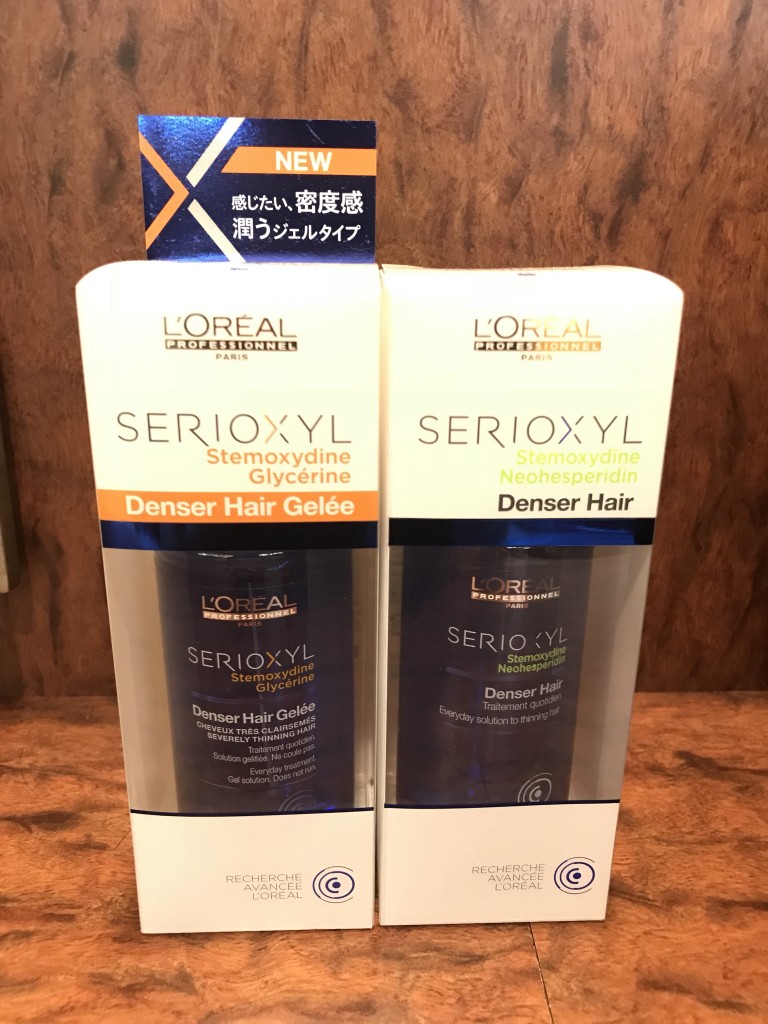 NEW
感じたい、密度感
潤うジェルタイプ
L'ORÉAL
PROFESSIONNEL
PARIS
SERIOXYL
Stemoxydine
Glycérine
Denser Hair Gelée
L'ORÉAL
PROFESSIONNEL
PARIS
SERIOXYL
Stemoxydine
Glycérine
Denser Hair Gelée
CHEVEUX TRÈS CLAIRSEMÉS
SEVERELY THINNING HAIR
Traitement quotidien.
Solution gélifiée. Ne coule pas.
Everyday treatment.
Gel solution. Does not run.
RECHERCHE
AVANCÉE
L'ORÉAL
L'ORÉAL
PROFESSIONNEL
PARIS
SERIOXYL
Stemoxydine
Neohesperidin
Denser Hair
L'ORÉAL
PROFESSIONNEL
PARIS
SERIOXYL
Stemoxydine
Neohesperidin
Denser Hair
Traitement quotidien
Everyday solution to thinning hair
RECHERCHE
AVANCÉE
L'ORÉAL